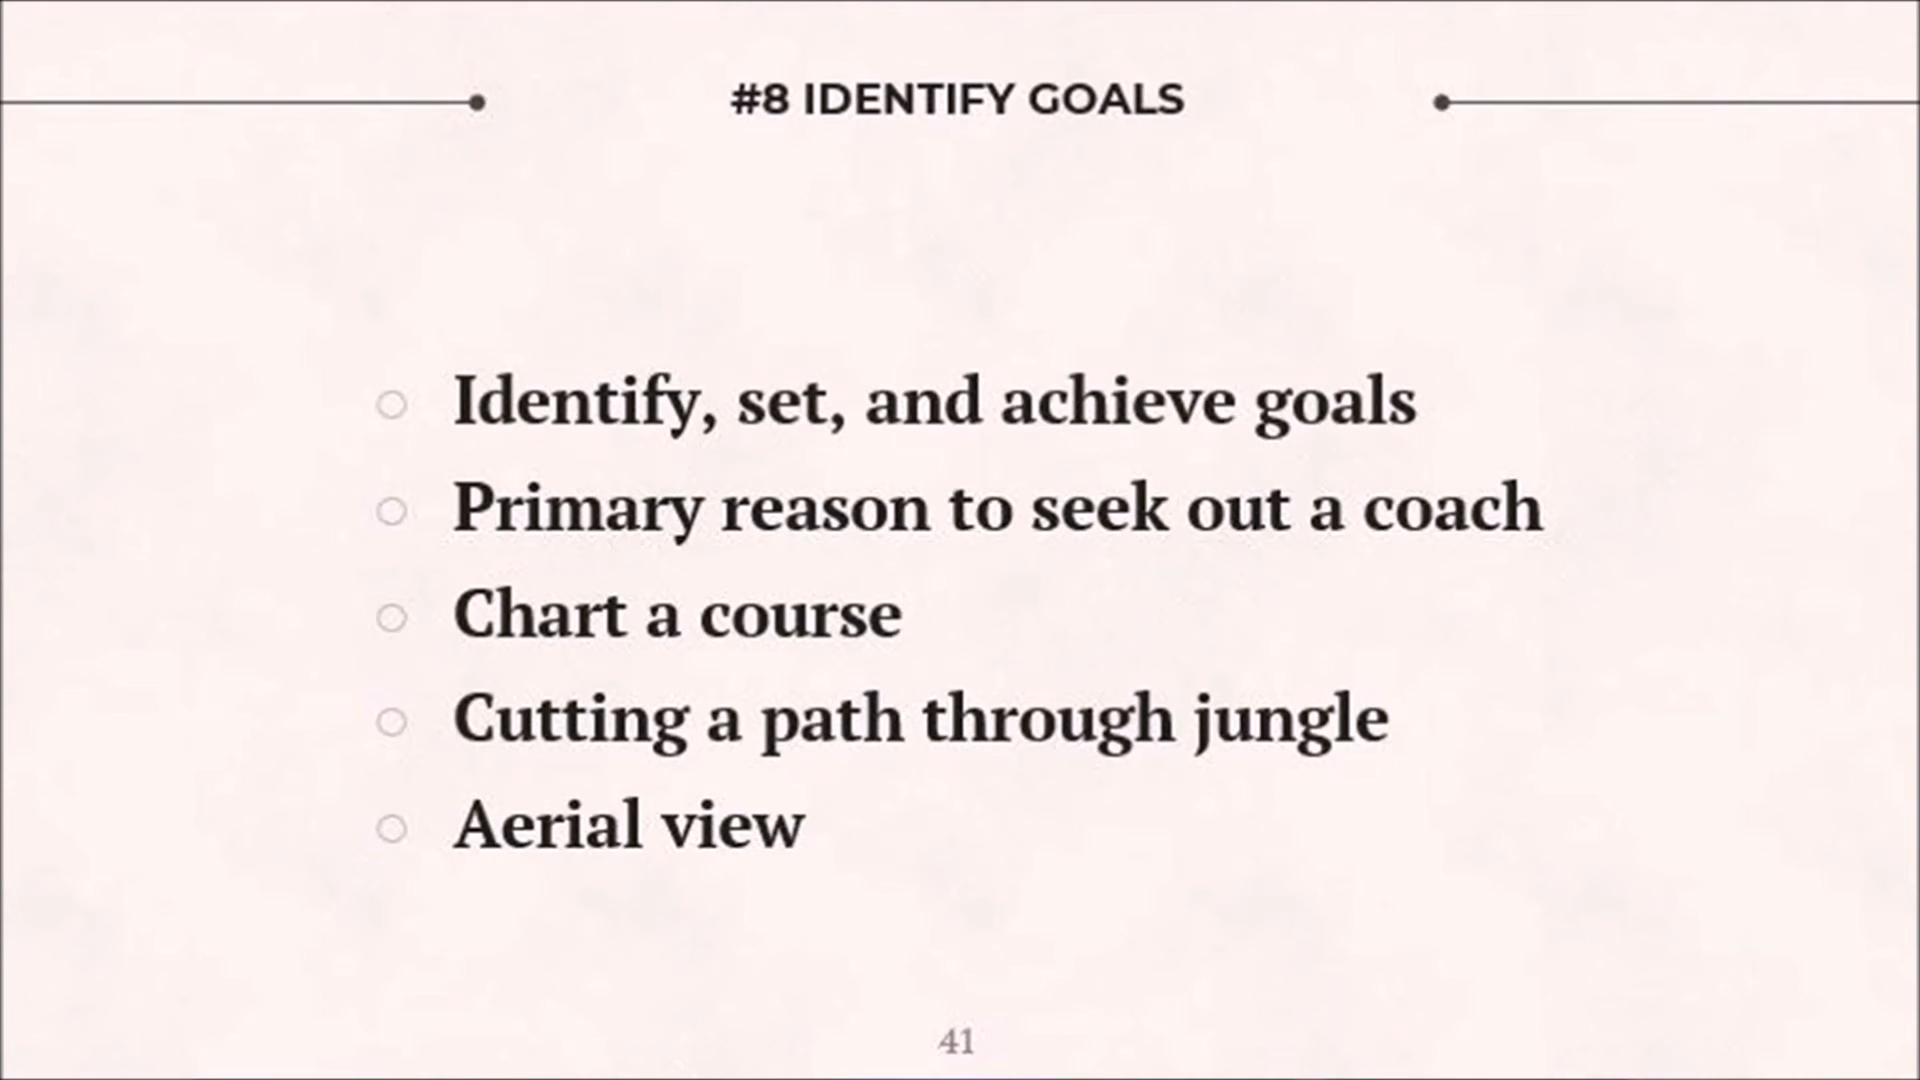 #8 IDENTIFY GOALS
Identify, set, and achieve goals
Primary reason to seek out a coach
Chart a course
Cutting a path through jungle
Aerial view
41